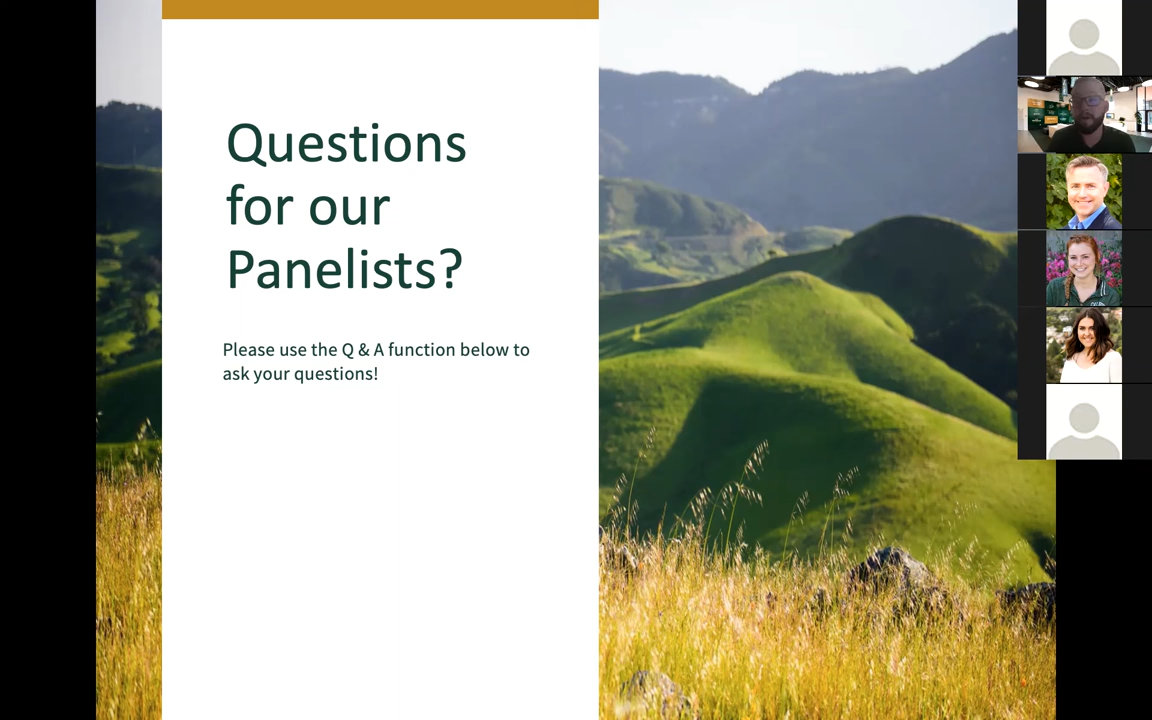 Questions
for our
Panelists?
Please use the Q & A function below to
ask your questions!